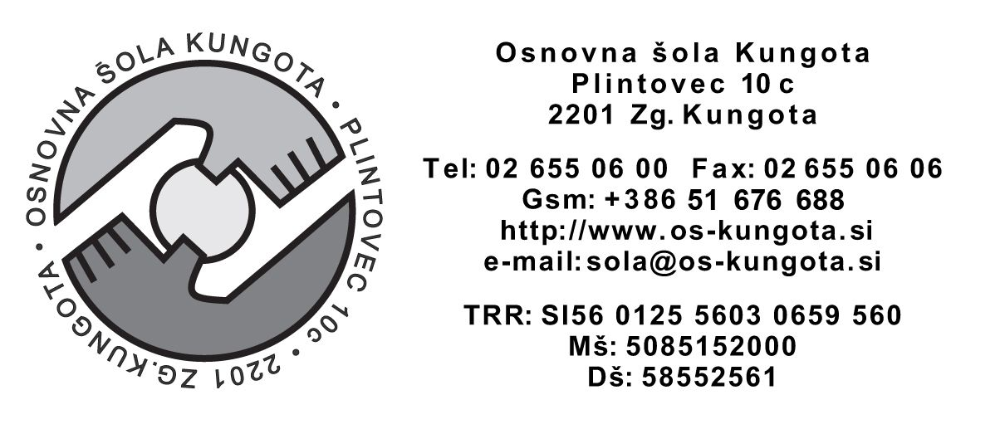 OSNOVNA ŠOLA KUNGOTA • PLINTOVEC 10c • 2201 ZG.KUNGOTA •
Osnovna šola Kungota
Plintovec 10 c
2201 Zg. Kungota
Tel: 02 655 06 00 Fax: 02 655 06 06
Gsm: +386 51 676 688
http://www.os-kungota.si
e-mail:sola@os-kungota.si
TRR: SI56 0125 5603 0659 560
Mš: 5085152000
Dš: 58552561